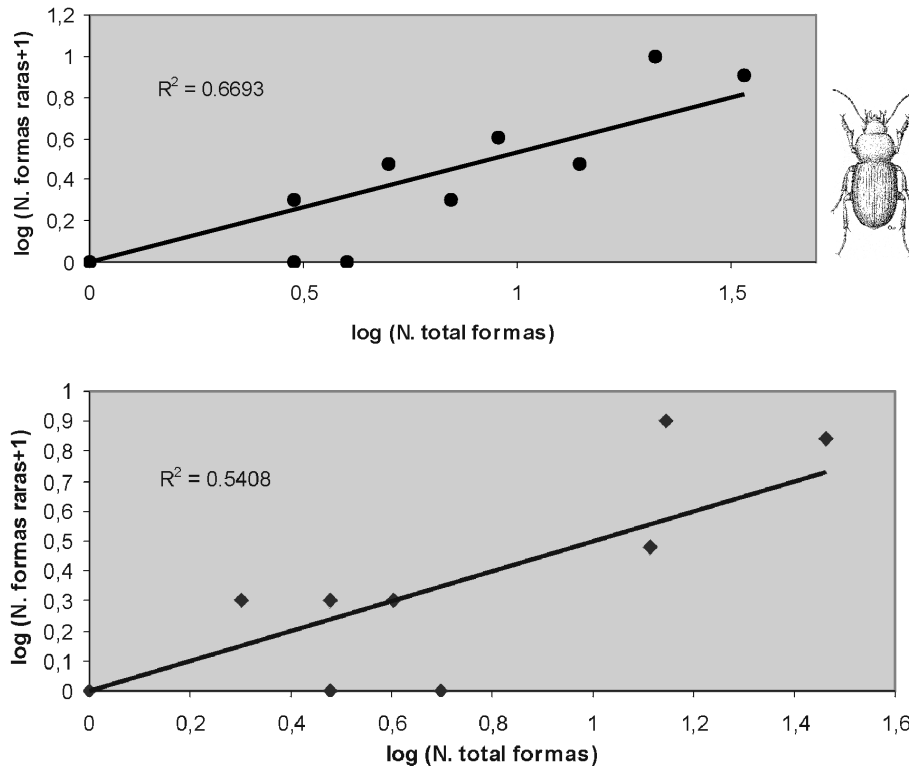 1,2
1
0,8
0,6
0,4
0,2
0
log (N. formas raras+1)
R² = 0.6693
0 0,5 1 1,5
log (N. total formas)
1
0,9
0,8
0,7
0,6
0,5
0,4
0,3
0,2
0,1
0
log (N. formas raras+1)
R² = 0.5408
0 0,2 0,4 0,6 0,8 1 1,2 1,4 1,6
log (N. total formas)